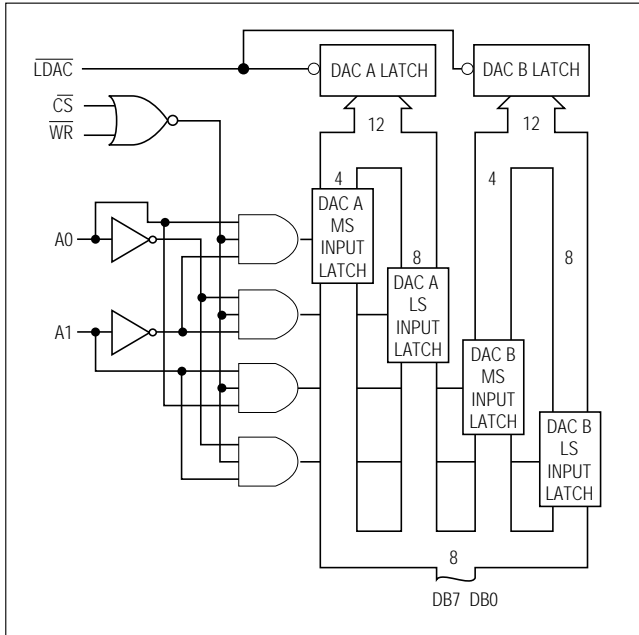 LDAC
CS
WR
A0
A1
DAC A LATCH
DAC B LATCH
12
12
4
DAC A
MS
INPUT
LATCH
8
DAC A
LS
INPUT
LATCH
4
DAC B
MS
INPUT
LATCH
8
DAC B
LS
INPUT
LATCH
8
DB7 DB0